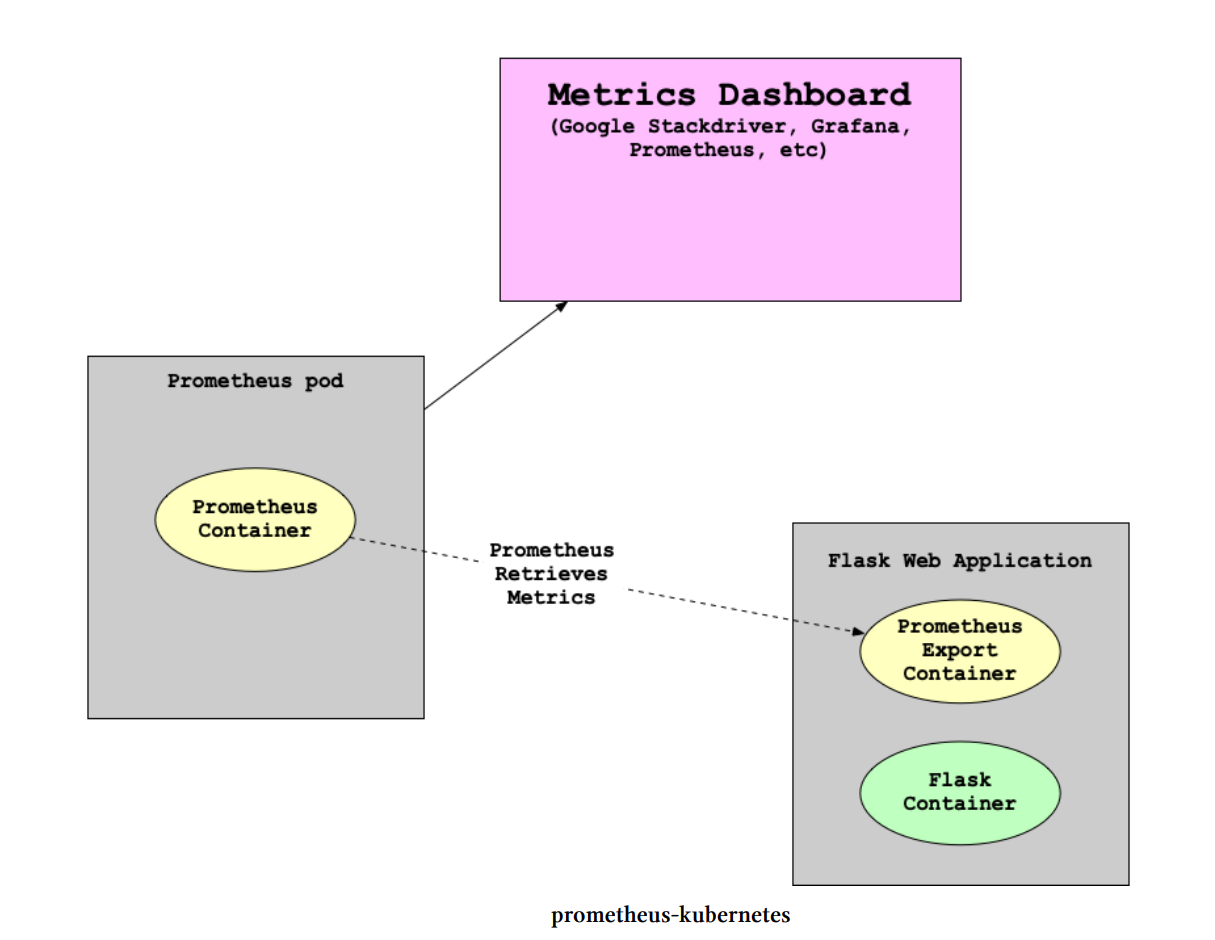 Metrics Dashboard
(Google Stackdriver, Grafana,
Prometheus, etc)
Prometheus pod
Prometheus
Container
Prometheus
Retrieves
Metrics
Flask Web Application
Prometheus
Export
Container
Flask
Container
prometheus-kubernetes